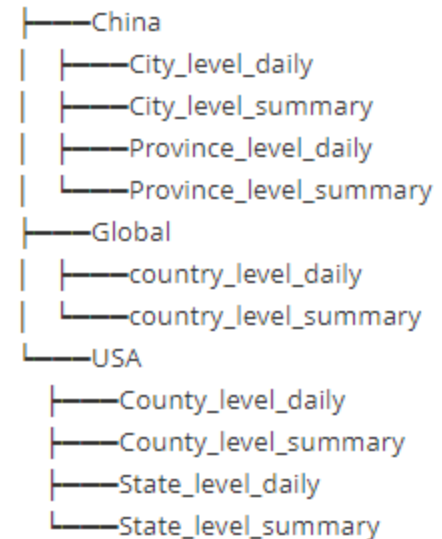 ├───China
│   ├───City_level_daily
│   ├───City_level_summary
│   ├───Province_level_daily
│   └───Province_level_summary
├───Global
│   ├───country_level_daily
│   └───country_level_summary
└───USA
    ├───County_level_daily
    ├───County_level_summary
    ├───State_level_daily
    └───State_level_summary